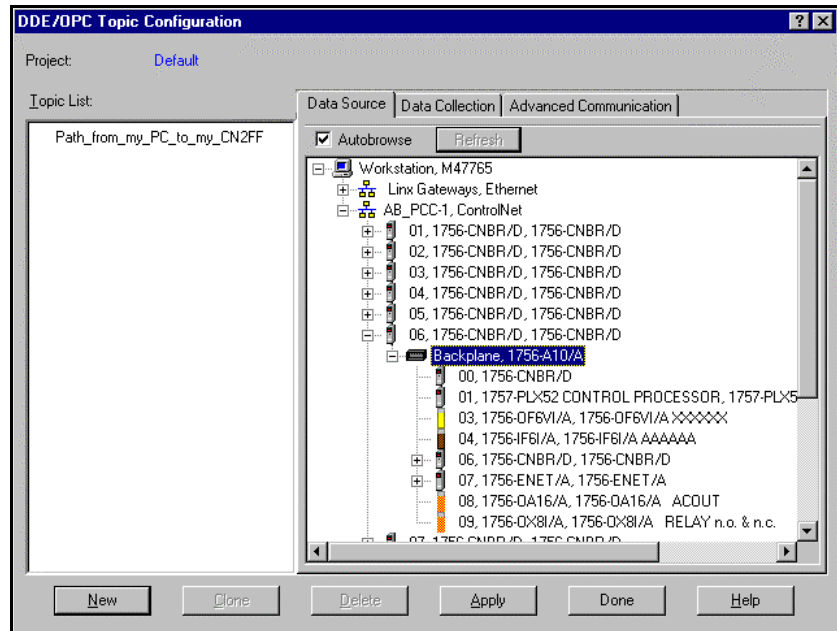 DDE/OPC Topic Configuration
Project: Default
Topic List:
Path_from_my_PC_to_my_CN2FF
Data Source Data Collection Advanced Communication
Autobrowse Refresh
Workstation, M47765
Linx Gateways, Ethernet
AB_PCC-1, ControlNet
01, 1756-CNBR/D, 1756-CNBR/D
02, 1756-CNBR/D, 1756-CNBR/D
03, 1756-CNBR/D, 1756-CNBR/D
04, 1756-CNBR/D, 1756-CNBR/D
05, 1756-CNBR/D, 1756-CNBR/D
06, 1756-CNBR/D, 1756-CNBR/D
Backplane, 1756-A10/A
00, 1756-CNBR/D
01, 1757-PLX52 CONTROL PROCESSOR, 1757-PLX5
03, 1756-OF6VI/A, 1756-OF6VI/A XXXXXX
04, 1756-IF6I/A, 1756-IF6I/A AAAAAA
06, 1756-CNBR/D, 1756-CNBR/D
07, 1756-ENET/A, 1756-ENET/A
08, 1756-OA16/A, 1756-OA16/A ACOUT
09, 1756-OX8I/A, 1756-OX8I/A RELAY n.o. & n.c.
07, 1756-CNBR/D, 1756-CNBR/D
New Clone Delete Apply Done Help